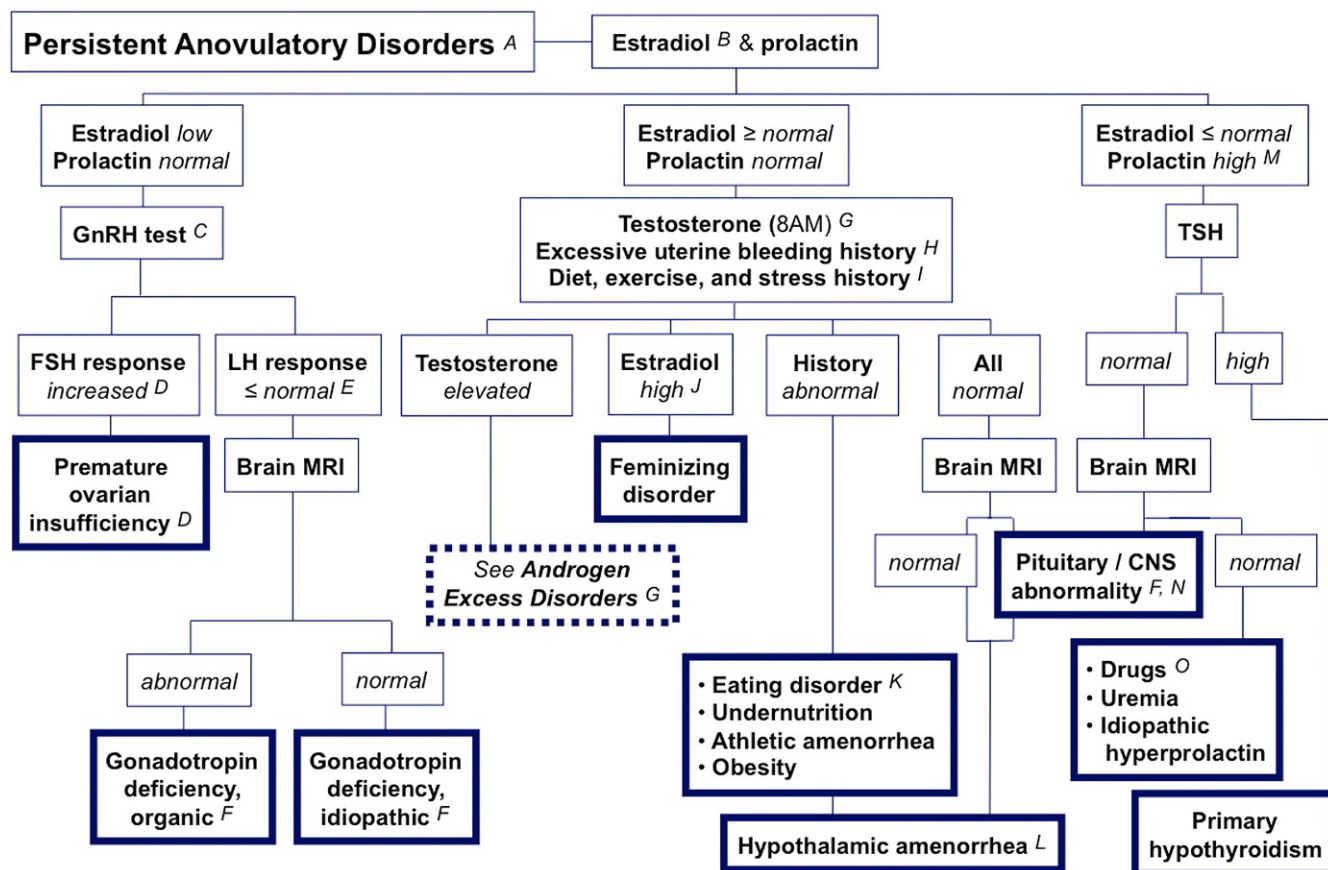 Persistent Anovulatory Disorders A
Estradiol B & prolactin
Estradiol low
Prolactin normal
Estradiol ≥ normal
Prolactin normal
Estradiol ≤ normal
Prolactin high M
GnRH test C
Testosterone (8AM) G
Excessive uterine bleeding history H
Diet, exercise, and stress history I
TSH
FSH response
increased D
LH response
≤ normal E
Testosterone
elevated
Estradiol
high J
History
abnormal
All
normal
normal
high
Premature
ovarian
insufficiency D
Brain MRI
Feminizing
disorder
Brain MRI
Brain MRI
See Androgen
Excess Disorders G
normal
Pituitary / CNS
abnormality F, N
normal
abnormal
normal
• Eating disorder K
• Undernutrition
• Athletic amenorrhea
• Obesity
• Drugs O
• Uremia
• Idiopathic
hyperprolactin
Gonadotropin
deficiency,
organic F
Gonadotropin
deficiency,
idiopathic F
Hypothalamic amenorrhea L
Primary
hypothyroidism